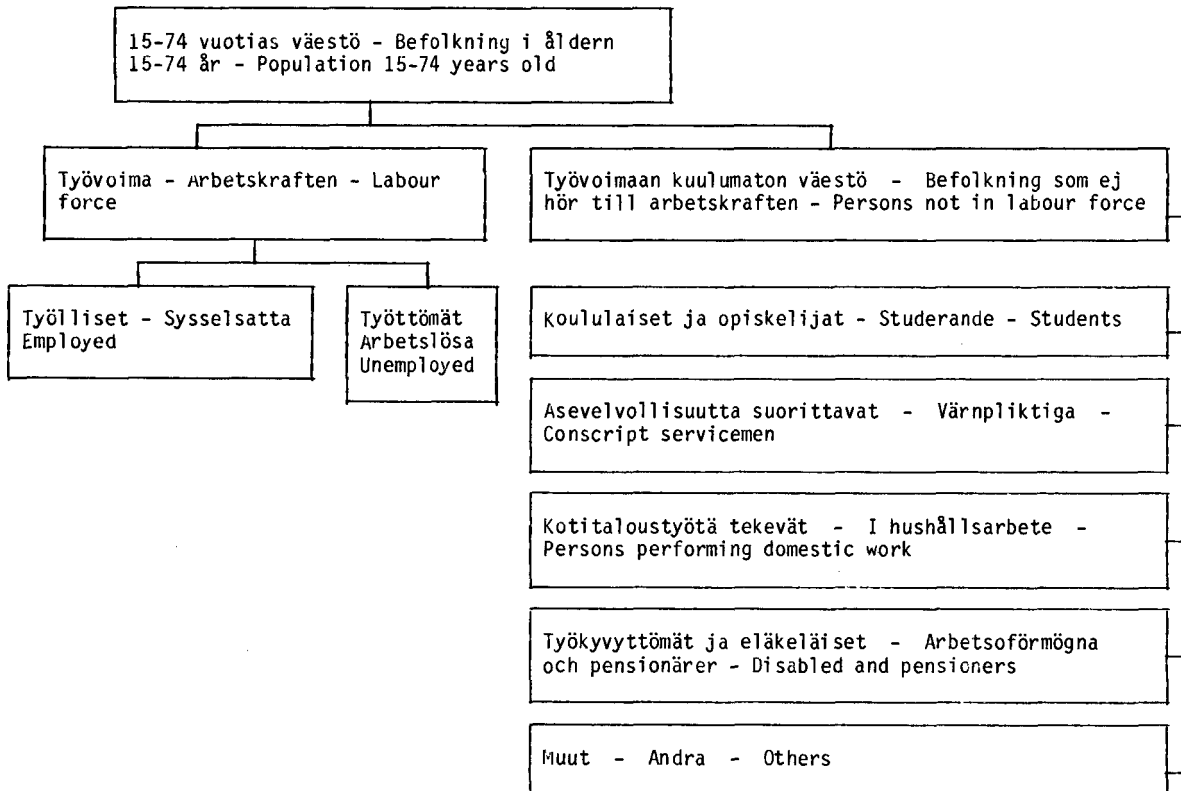 15-74 vuotias väestö - Befolkning i åldern
15-74 år - Population 15-74 years old
Työvoima - Arbetskraften - Labour
force
Työvoimaan kuulumaton väestö - Befolkning som ej
hör till arbetskraften - Persons not in labour force
Työlliset - Sysselsatta
Employed
Työttömät
Arbetslösa
Unemployed
Koululaiset ja opiskelijat - Studerande - Students
Asevelvollisuutta suorittavat - Värnpliktiga -
Conscript servicemen
Kotitaloustyötä tekevät - I hushållsarbete -
Persons performing domestic work
Työkyvyttömät ja eläkeläiset - Arbetsoförmögna
och pensionärer - Disabled and pensioners
Muut - Andra - Others